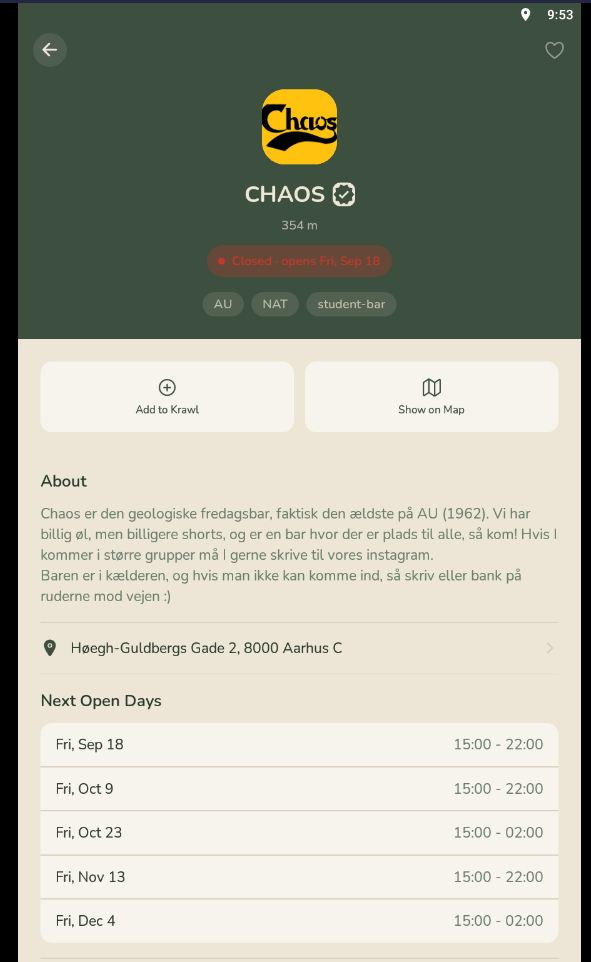 9:53
Chaos
CHAOS
354 m
Closed · opens Fri, Sep 18
AU NAT student-bar
Add to Krawl Show on Map
About
Chaos er den geologiske fredagsbar, faktisk den ældste på AU (1962). Vi har
billig øl, men billigere shorts, og er en bar hvor der er plads til alle, så kom! Hvis I
kommer i større grupper må I gerne skrive til vores instagram.
Baren er i kælderen, og hvis man ikke kan komme ind, så skriv eller bank på
ruderne mod vejen :)
Høegh-Guldbergs Gade 2, 8000 Aarhus C
Next Open Days
Fri, Sep 18 15:00 - 22:00
Fri, Oct 9 15:00 - 22:00
Fri, Oct 23 15:00 - 02:00
Fri, Nov 13 15:00 - 22:00
Fri, Dec 4 15:00 - 02:00